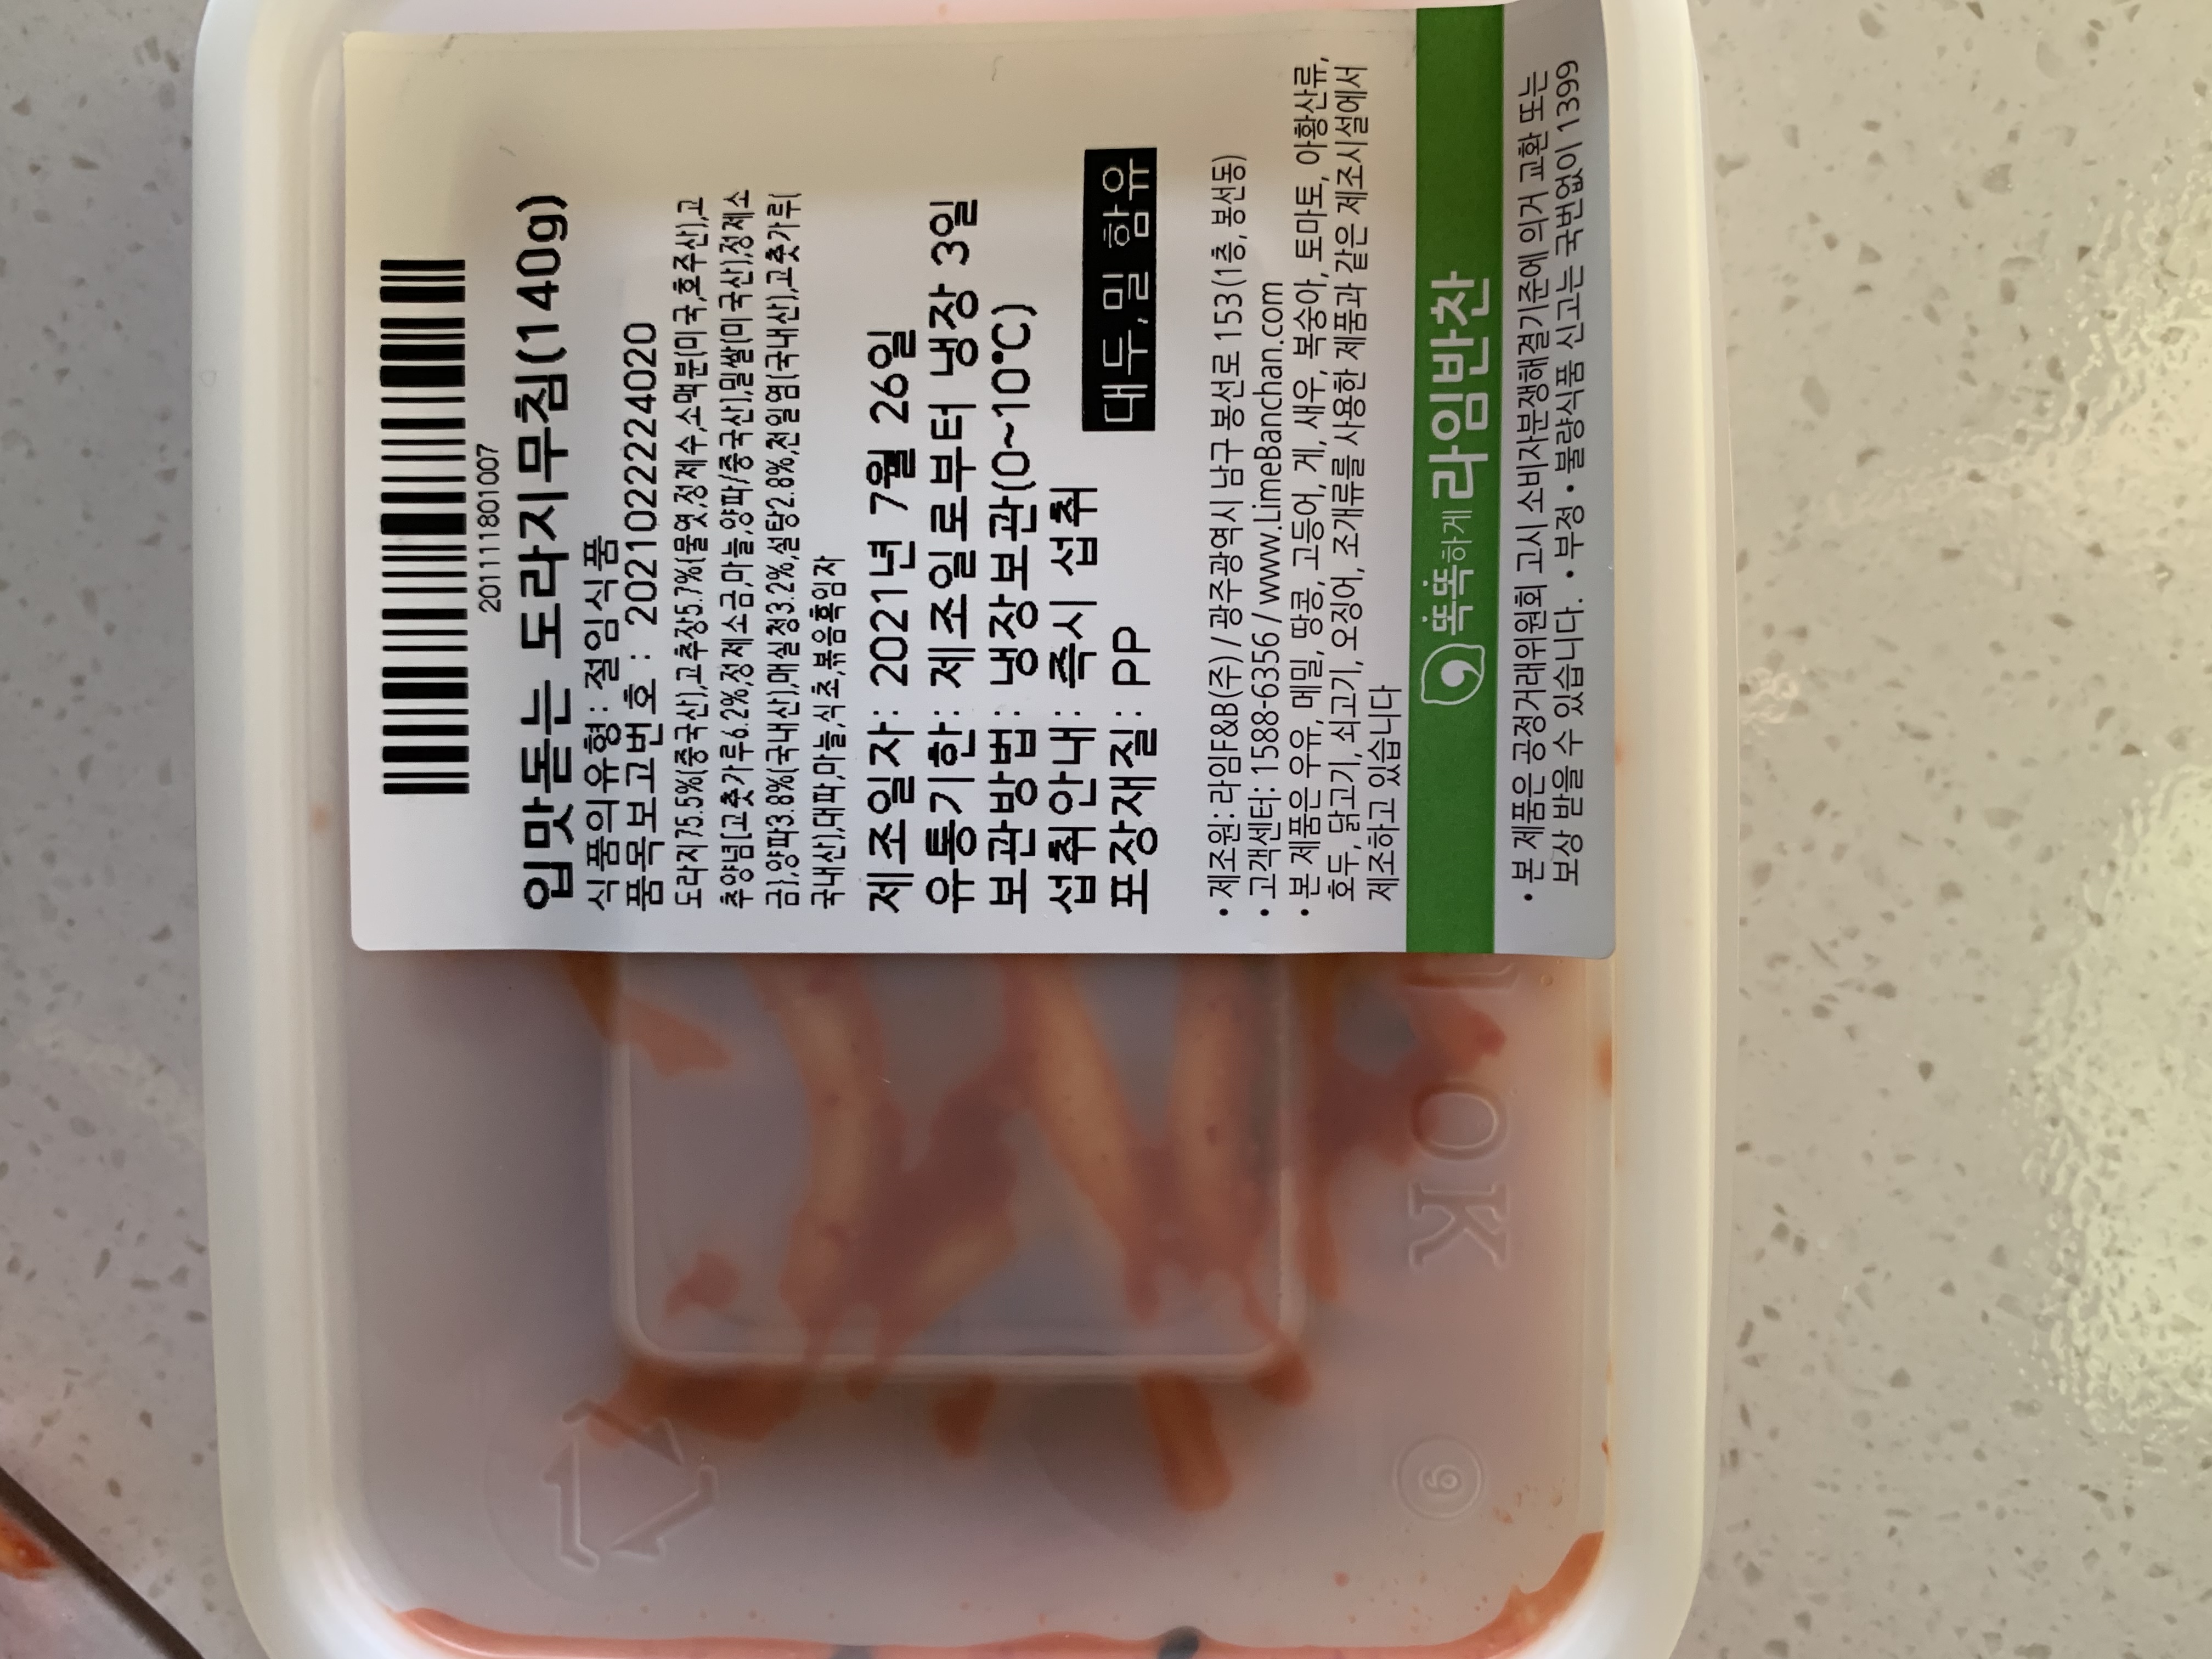 201111801007
입맛돋는 도라지무침(140g)
식품의유형: 절임식품
품목보고번호 : 2021022224020
도라지75.5%(중국산),고추장5.7%(물엿,정제수,소맥분(미국,호주산),고
추양념[고춧가루6.2%,정제소금,마늘,양파/중국산],밀쌀(미국산),정제소
금},양파3.8%(국내산),매실청3.2%,설탕2.8%,천일염(국내산),고춧가루(
국내산),대파,마늘,식초,볶음흑임자
제조일자: 2021년 7월 26일
유통기한: 제조일로부터 냉장 3일
보관방법: 냉장보관(0~10℃)
섭취안내: 즉시 섭취
포장재질: PP
대두,밀 함유
• 제조원: 라임F&B(주) / 광주광역시 남구 봉선로 153(1층, 봉선동)
• 고객센터: 1588-6356 / www.LimeBanchan.com
• 본 제품은 우유, 메밀, 땅콩, 고등어, 게, 새우, 복숭아, 토마토, 아황산류,
호두, 닭고기, 쇠고기, 오징어, 조개류를 사용한 제품과 같은 제조시설에서
제조하고 있습니다
똑똑하게 라임반찬
• 본 제품은 공정거래위원회 고시 소비자분쟁해결기준에 의거 교환 또는
보상 받을 수 있습니다. • 부정 • 불량식품 신고는 국번없이 1399